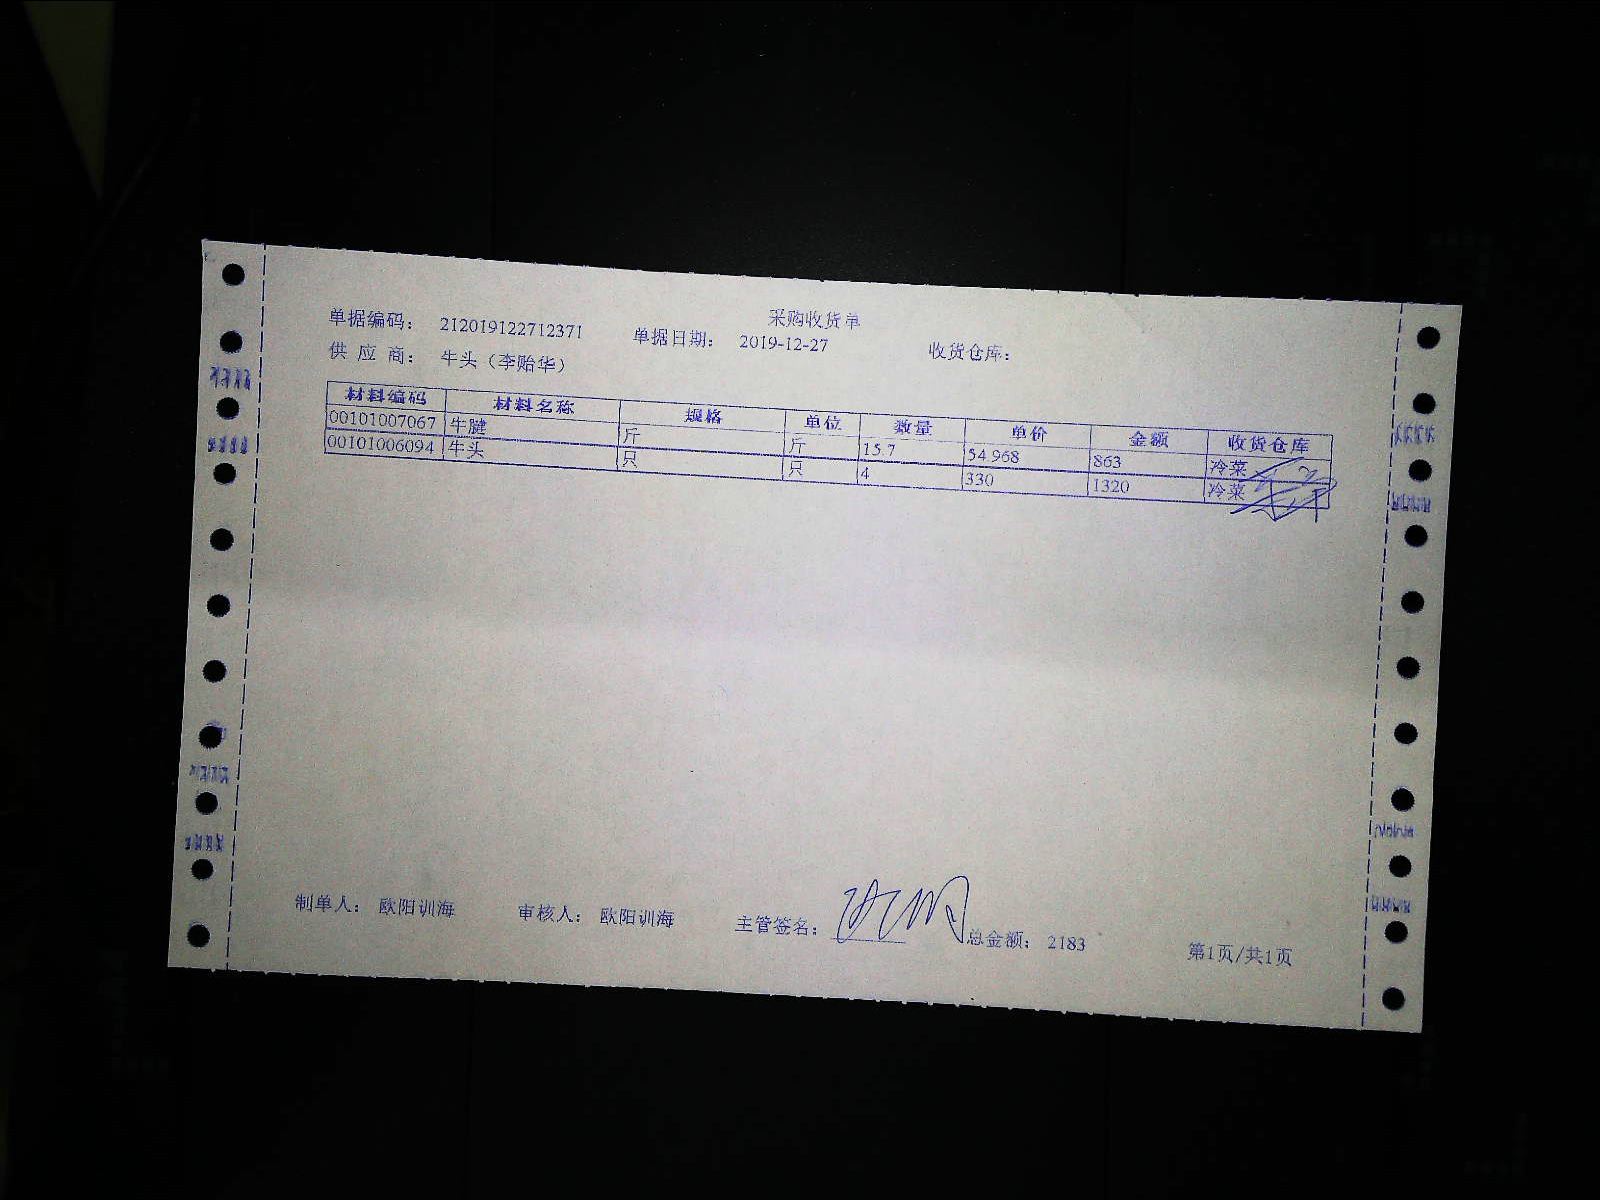 采购收货单
单据编码： 212019122712371 单据日期： 2019-12-27 收货仓库：
供 应 商： 牛头（李贻华）
材料编码 材料名称 规格 单位 数量 单价 金额 收货仓库
00101007067 牛腱 斤 斤 15.7 54.968 863 冷菜
00101006094 牛头 只 只 4 330 1320 冷菜
制单人： 欧阳训海 审核人： 欧阳训海 主管签名： 总金额： 2183 第1页/共1页